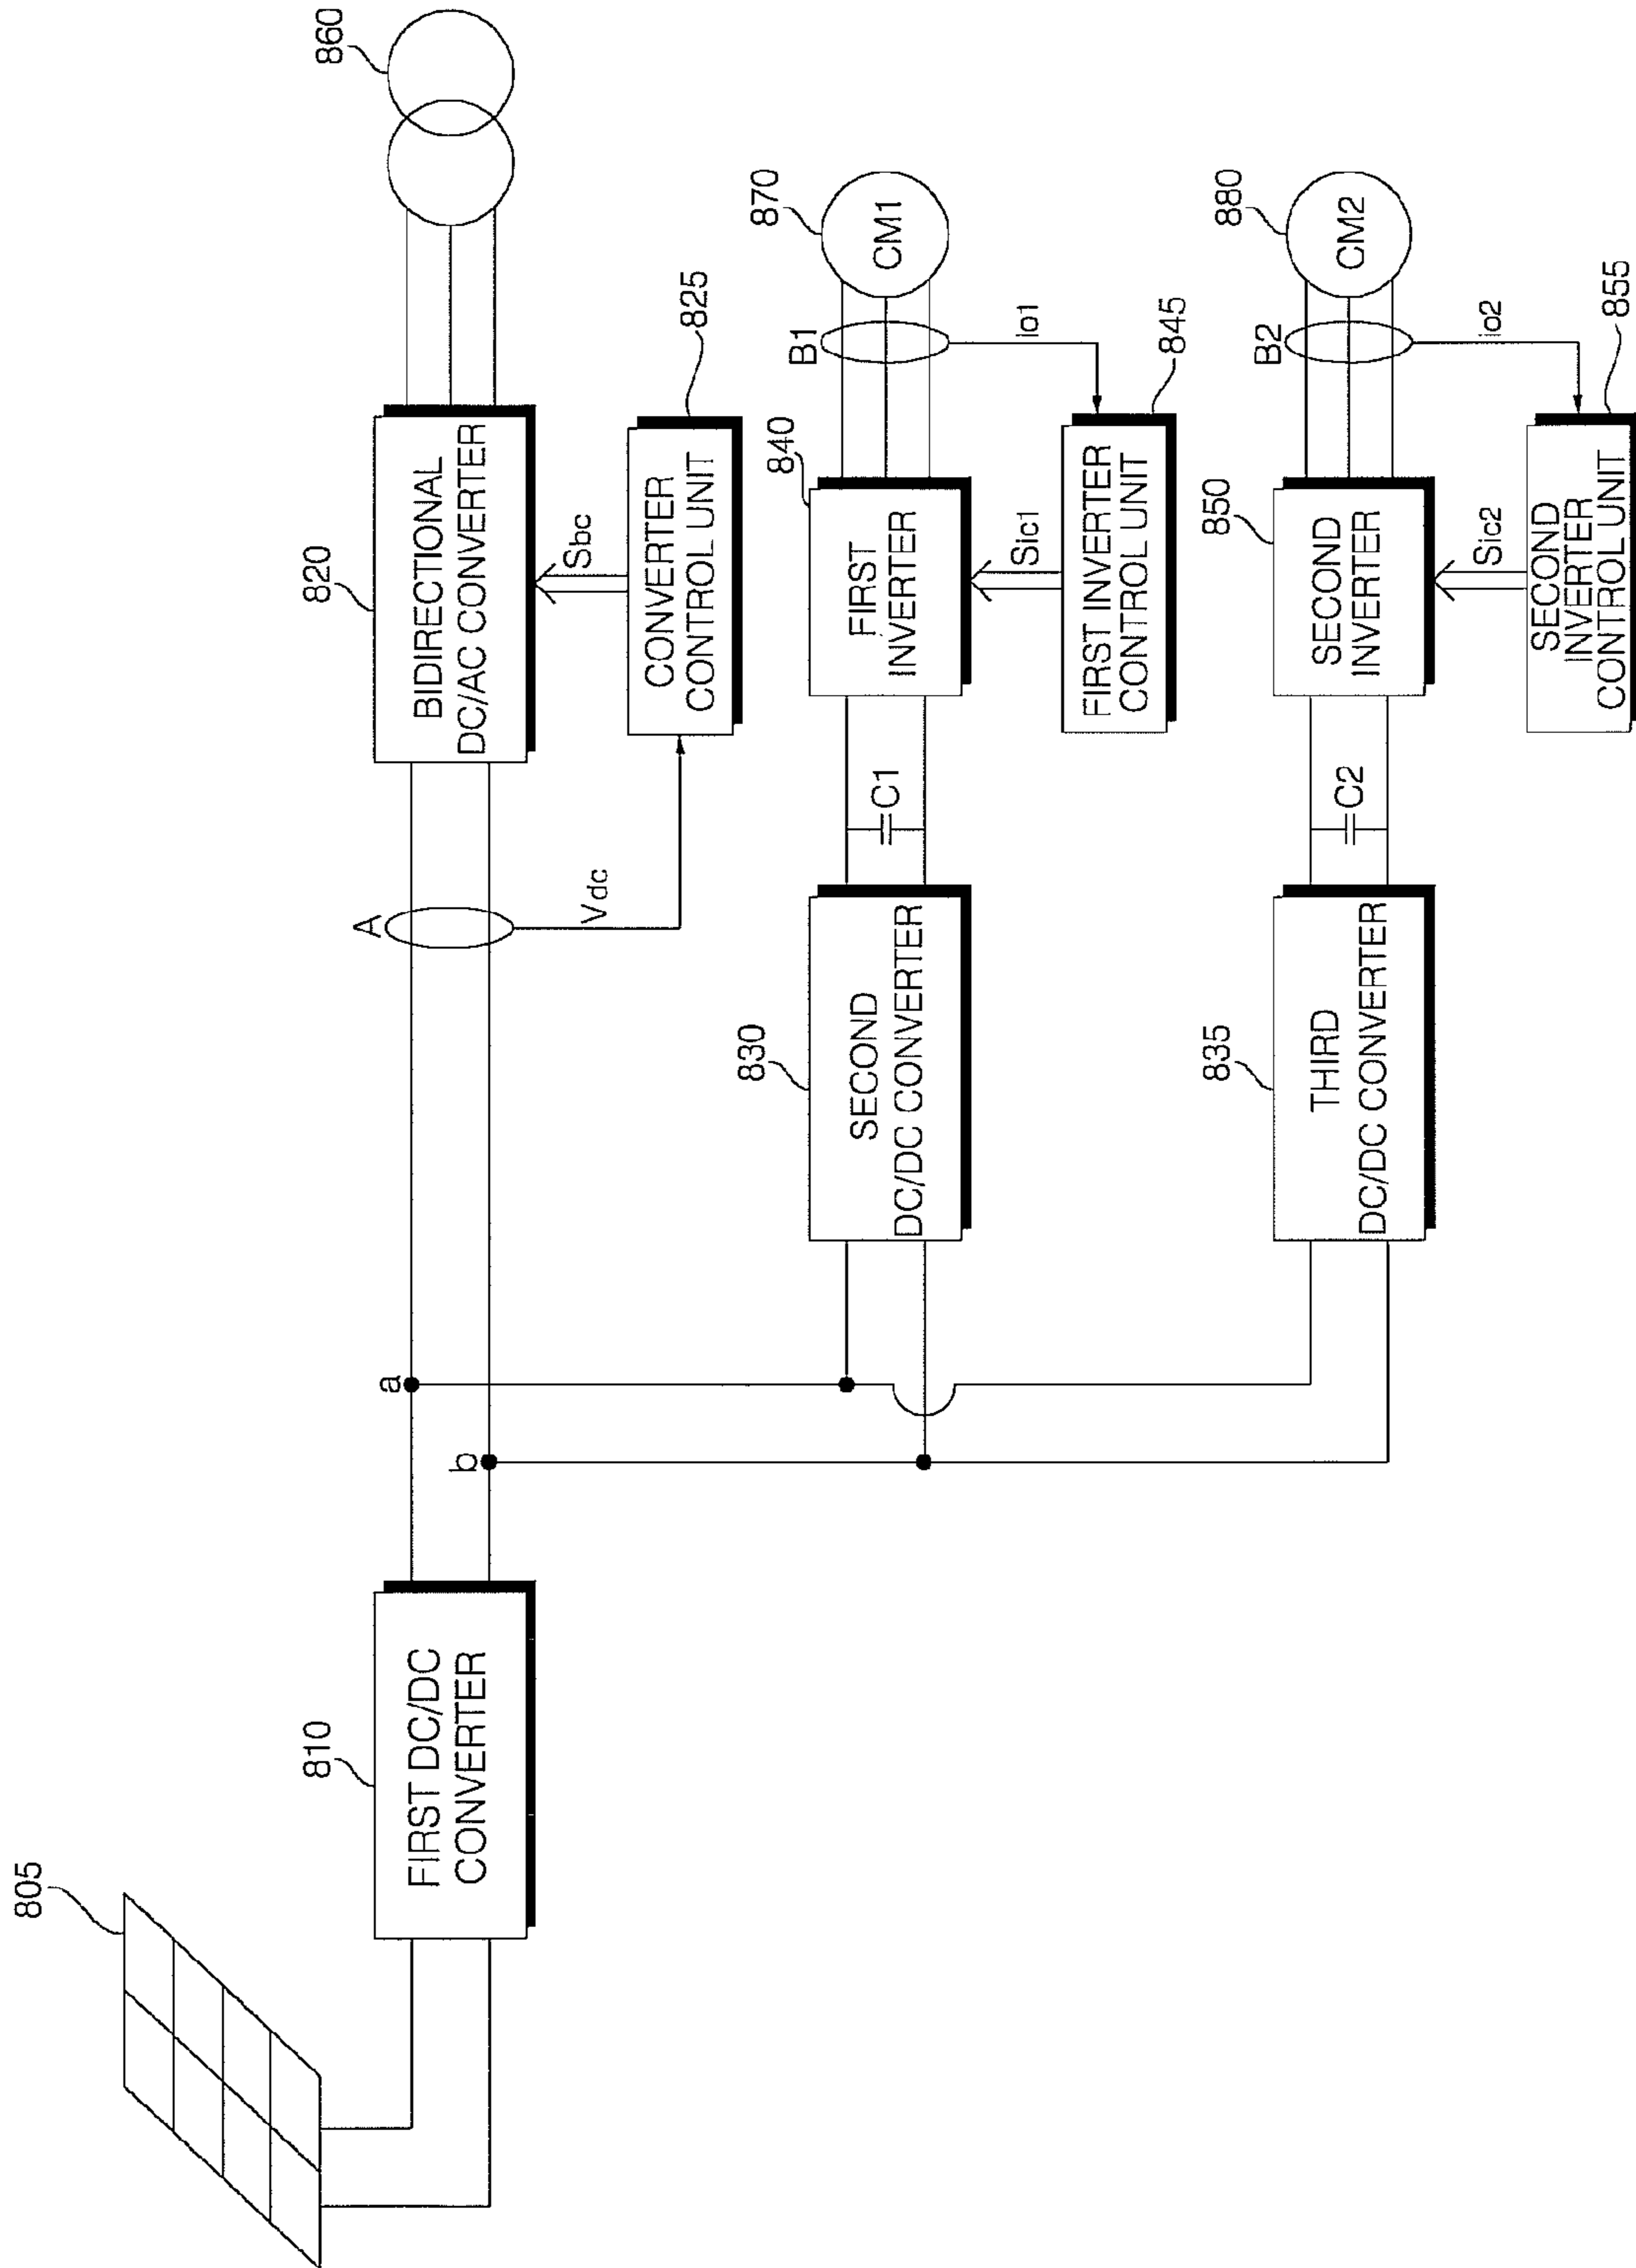 805
810
FIRST DC/DC
CONVERTER
a
b
A
Vdc
820
BIDIRECTIONAL
DC/AC CONVERTER
Sbc
CONVERTER
CONTROL UNIT
825
860
830
SECOND
DC/DC CONVERTER
C1
840
FIRST
INVERTER
Sic1
FIRST INVERTER
CONTROL UNIT
845
B1
io1
870
CM1
835
THIRD
DC/DC CONVERTER
C2
850
SECOND
INVERTER
Sic2
SECOND
INVERTER
CONTROL UNIT
855
B2
io2
880
CM2